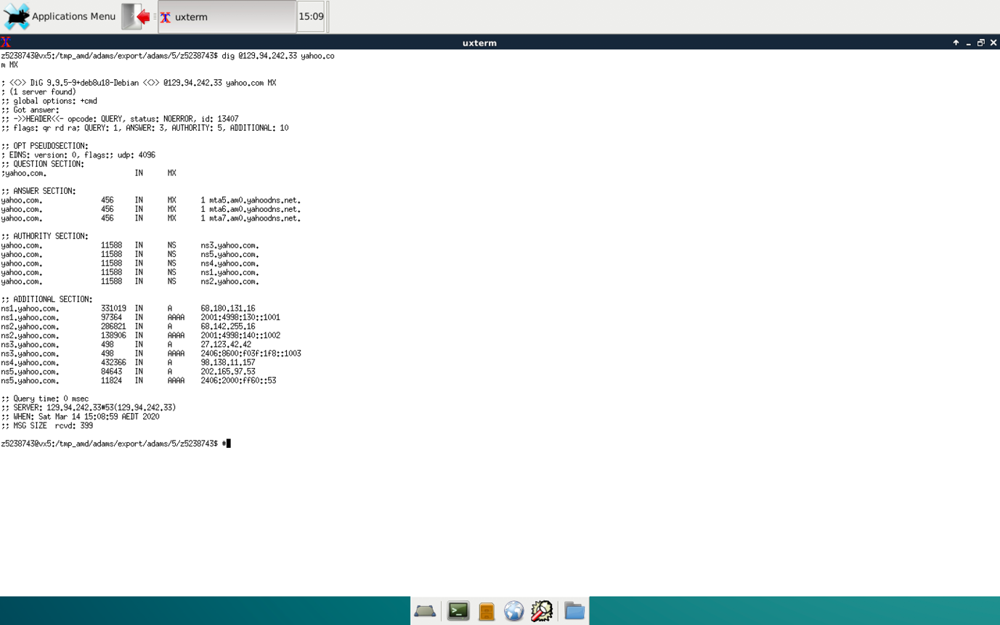 Applications Menu uxterm 15:09
uxterm
z5238743@vx5:/tmp_amd/adams/export/adams/5/z5238743$ dig @129.94.242.33 yahoo.co
m MX

; <<>> DiG 9.9.5-9+deb8u18-Debian <<>> @129.94.242.33 yahoo.com MX
; (1 server found)
;; global options: +cmd
;; Got answer:
;; ->>HEADER<<- opcode: QUERY, status: NOERROR, id: 13407
;; flags: qr rd ra; QUERY: 1, ANSWER: 3, AUTHORITY: 5, ADDITIONAL: 10

;; OPT PSEUDOSECTION:
; EDNS: version: 0, flags:; udp: 4096
;; QUESTION SECTION:
;yahoo.com. IN MX

;; ANSWER SECTION:
yahoo.com. 456 IN MX 1 mta5.am0.yahoodns.net.
yahoo.com. 456 IN MX 1 mta6.am0.yahoodns.net.
yahoo.com. 456 IN MX 1 mta7.am0.yahoodns.net.

;; AUTHORITY SECTION:
yahoo.com. 11588 IN NS ns3.yahoo.com.
yahoo.com. 11588 IN NS ns5.yahoo.com.
yahoo.com. 11588 IN NS ns4.yahoo.com.
yahoo.com. 11588 IN NS ns1.yahoo.com.
yahoo.com. 11588 IN NS ns2.yahoo.com.

;; ADDITIONAL SECTION:
ns1.yahoo.com. 331019 IN A 68.180.131.16
ns1.yahoo.com. 97364 IN AAAA 2001:4998:130::1001
ns2.yahoo.com. 286821 IN A 68.142.255.16
ns2.yahoo.com. 138906 IN AAAA 2001:4998:140::1002
ns3.yahoo.com. 498 IN A 27.123.42.42
ns3.yahoo.com. 498 IN AAAA 2406:8600:f03f:1f8::1003
ns4.yahoo.com. 432366 IN A 98.138.11.157
ns5.yahoo.com. 84643 IN A 202.165.97.53
ns5.yahoo.com. 11824 IN AAAA 2406:2000:ff60::53

;; Query time: 0 msec
;; SERVER: 129.94.242.33#53(129.94.242.33)
;; WHEN: Sat Mar 14 15:08:59 AEDT 2020
;; MSG SIZE rcvd: 399

z5238743@vx5:/tmp_amd/adams/export/adams/5/z5238743$ #